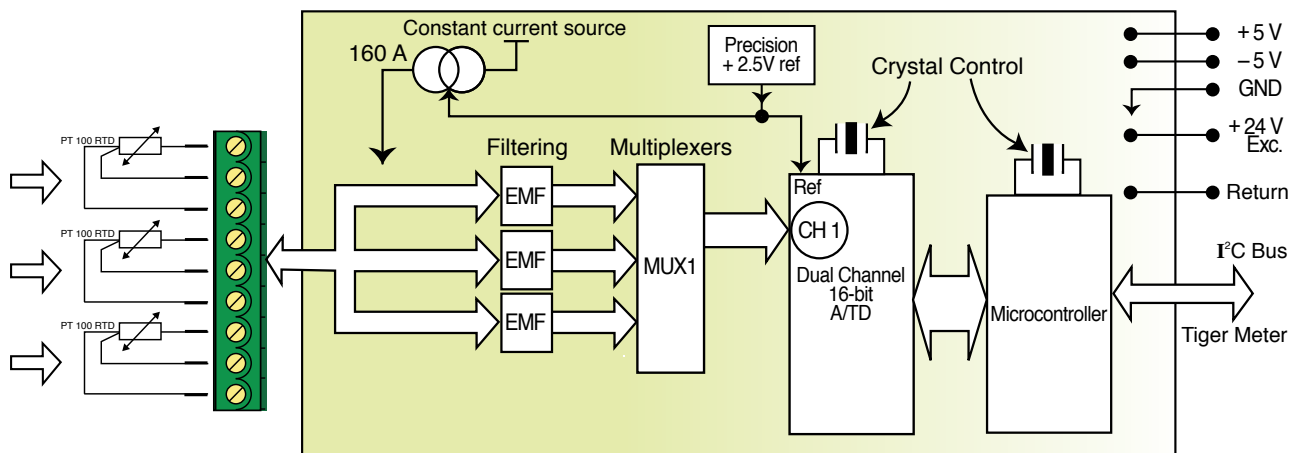 Constant current source
160 A
Precision
+ 2.5V ref
Crystal Control
+5 V
–5 V
GND
+24 V
Exc.
Return
PT 100 RTD
PT 100 RTD
PT 100 RTD
Filtering
Multiplexers
EMF
EMF
EMF
MUX1
Ref
CH 1
Dual Channel
16-bit
A/TD
Microcontroller
I²C Bus
Tiger Meter